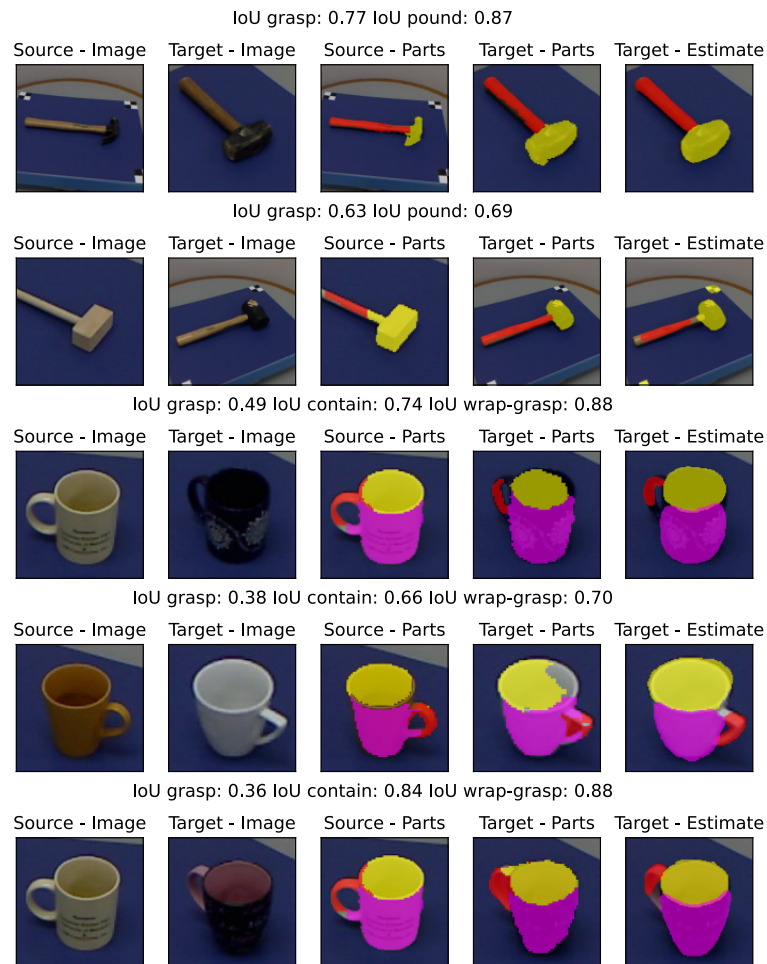 IoU grasp: 0.77 IoU pound: 0.87
Source - Image Target - Image Source - Parts Target - Parts Target - Estimate
IoU grasp: 0.63 IoU pound: 0.69
Source - Image Target - Image Source - Parts Target - Parts Target - Estimate
IoU grasp: 0.49 IoU contain: 0.74 IoU wrap-grasp: 0.88
Source - Image Target - Image Source - Parts Target - Parts Target - Estimate
IoU grasp: 0.38 IoU contain: 0.66 IoU wrap-grasp: 0.70
Source - Image Target - Image Source - Parts Target - Parts Target - Estimate
IoU grasp: 0.36 IoU contain: 0.84 IoU wrap-grasp: 0.88
Source - Image Target - Image Source - Parts Target - Parts Target - Estimate